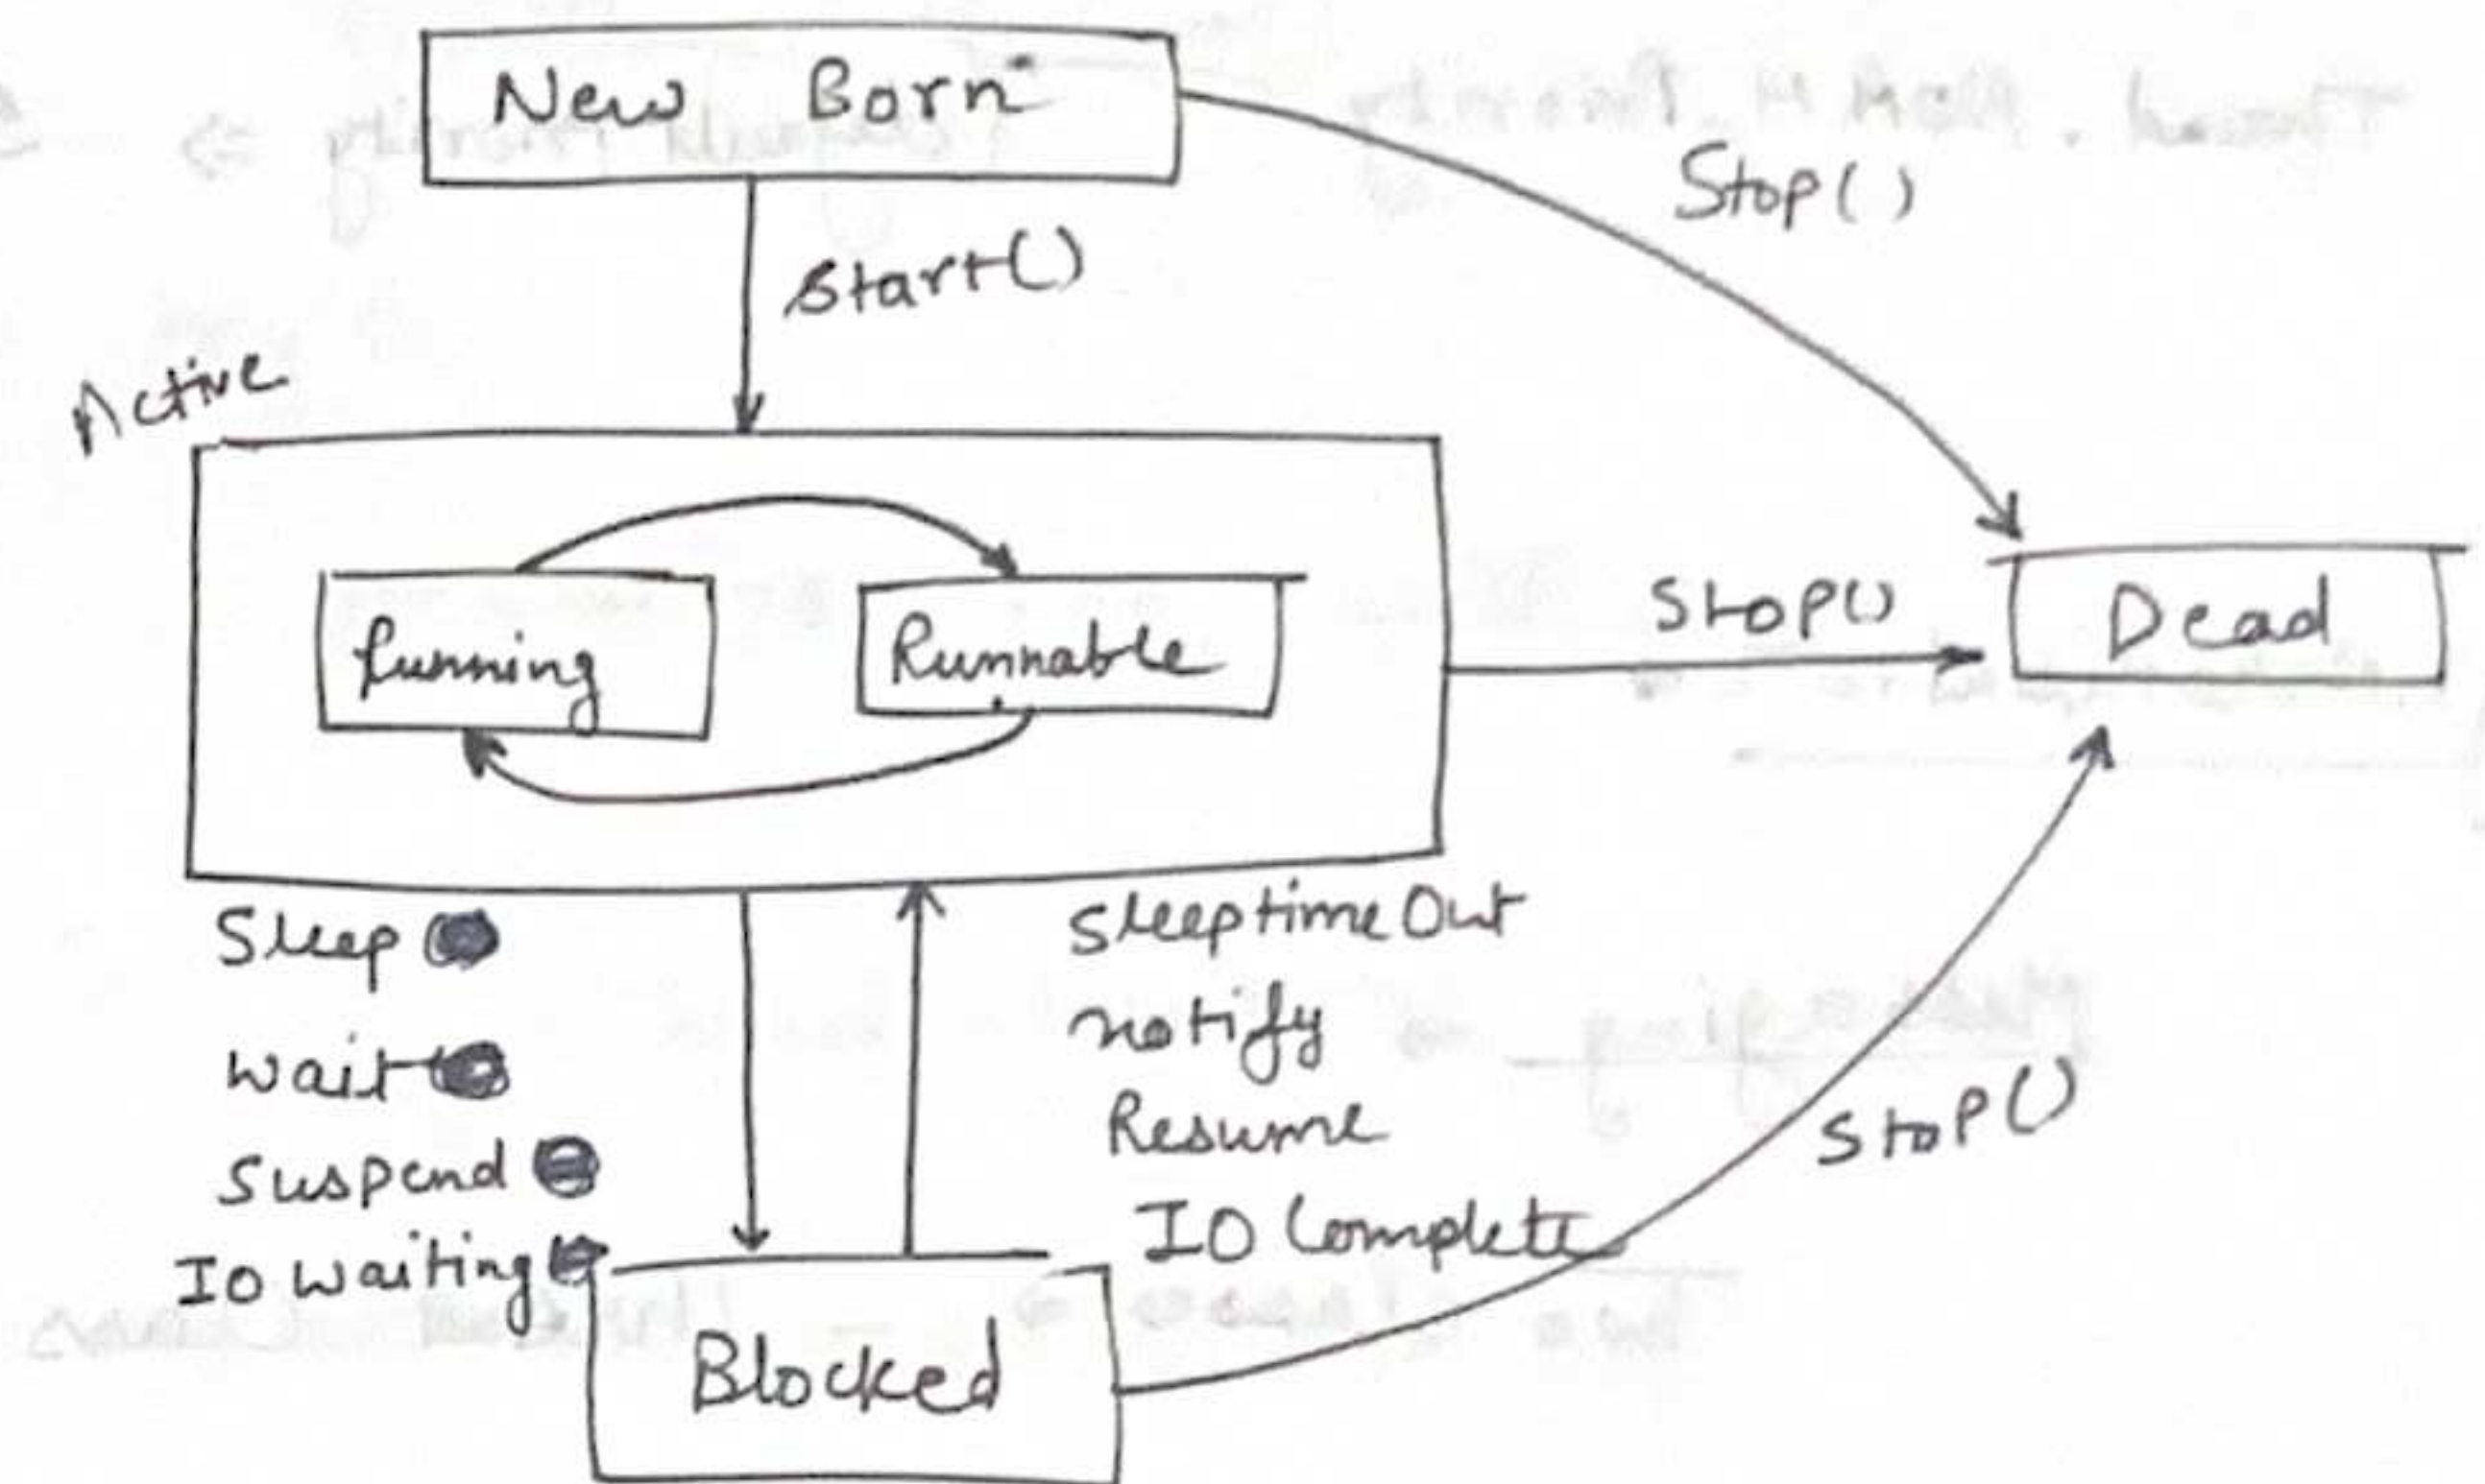 New Born
Stop()
Start()
Active
Running
Runnable
Stop()
Dead
Sleep
Wait
Suspend
IO Waiting
Sleeptime Out
notify
Resume
IO Complete
Stop()
Blocked